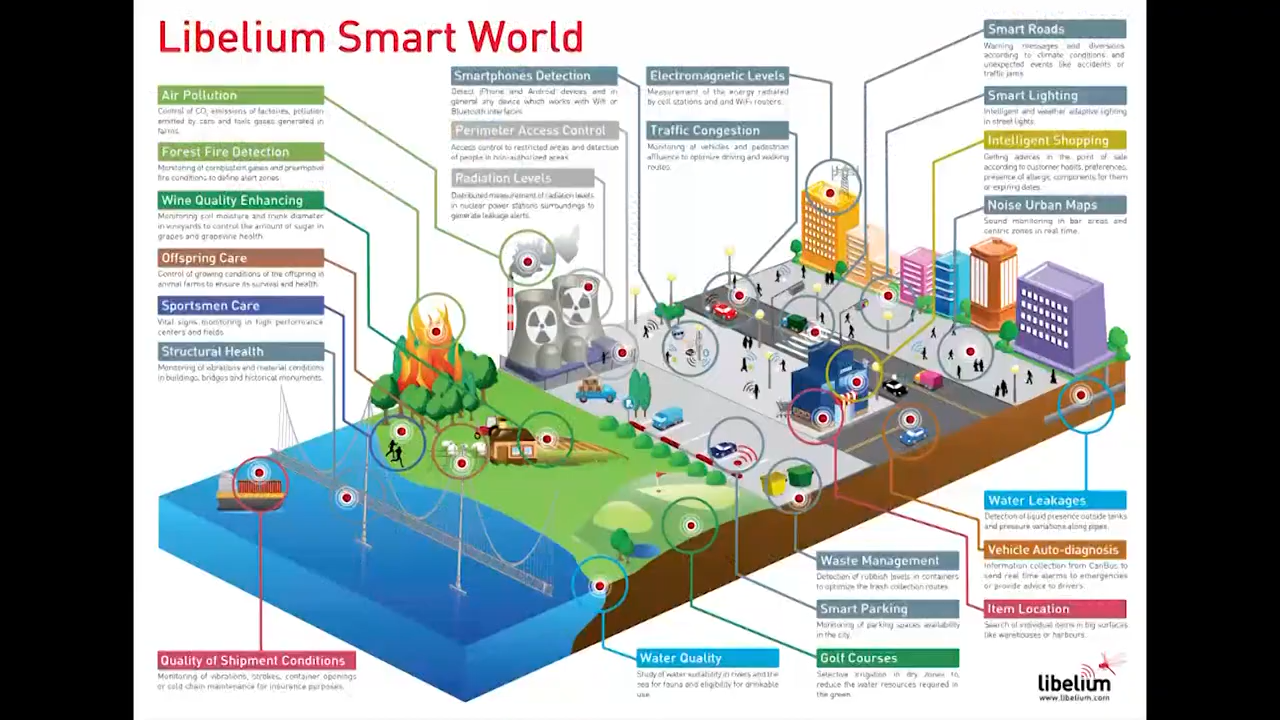 Libelium Smart World
Air Pollution
Control of CO2 emissions of factories, pollution
emitted by cars and toxic gases generated in
farms.
Forest Fire Detection
Monitoring of combustion gases and preemptive
fire conditions to define alert zones.
Wine Quality Enhancing
Monitoring soil moisture and trunk diameter
in vineyards to control the amount of sugar in
grapes and grapevine health.
Offspring Care
Control of growing conditions of the offspring in
animal farms to ensure its survival and health.
Sportsmen Care
Vital signs monitoring in high performance
centers and fields.
Structural Health
Monitoring of vibrations and material conditions
in buildings, bridges and historical monuments.
Quality of Shipment Conditions
Monitoring of vibrations, strokes, container openings
or cold chain maintenance for insurance purposes.
Smartphones Detection
Detect iPhone and Android devices and in
general any device which works with Wifi or
Bluetooth interfaces.
Perimeter Access Control
Access control to restricted areas and detection
of people in non-authorized areas.
Radiation Levels
Distributed measurement of radiation levels
in nuclear power stations surroundings to
generate leakage alerts.
Electromagnetic Levels
Measurement of the energy radiated
by cell stations and and WiFi routers.
Traffic Congestion
Monitoring of vehicles and pedestrian
affluence to optimize driving and walking
routes.
Smart Roads
Warning messages and diversions
according to climate conditions and
unexpected events like accidents or
traffic jams.
Smart Lighting
Intelligent and weather adaptive lighting
in street lights.
Intelligent Shopping
Getting advices in the point of sale
according to customer habits, preferences,
presence of allergic components for them
or expiring dates.
Noise Urban Maps
Sound monitoring in bar areas and
centric zones in real time.
Water Leakages
Detection of liquid presence outside tanks
and pressure variations along pipes.
Vehicle Auto-diagnosis
Information collection from CanBus to
send real time alarms to emergencies
or provide advice to drivers.
Item Location
Search of individual items in big surfaces
like warehouses or harbours.
Waste Management
Detection of rubbish levels in containers
to optimize the trash collection routes.
Smart Parking
Monitoring of parking spaces availability
in the city.
Golf Courses
Selective irrigation in dry zones to
reduce the water resources required in
the green.
Water Quality
Study of water suitability in rivers and the
sea for fauna and eligibility for drinkable
use.
libelium
www.libelium.com